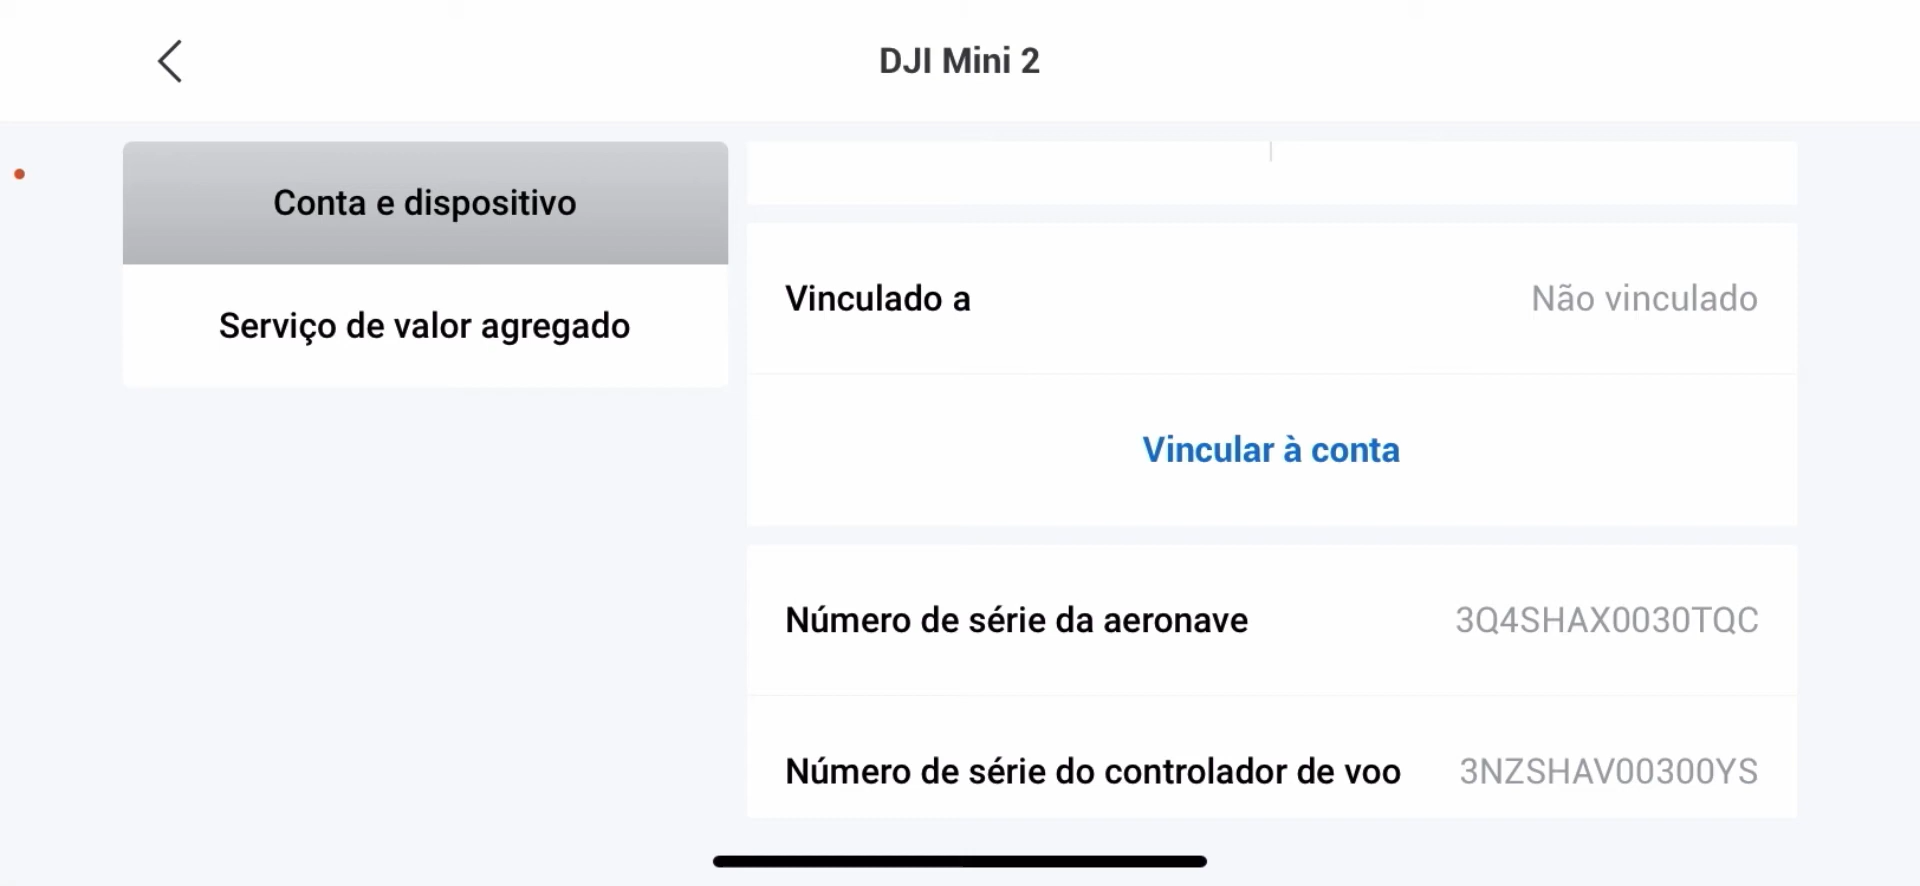 DJI Mini 2
Conta e dispositivo
Serviço de valor agregado
Vinculado a Não vinculado
Vincular à conta
Número de série da aeronave 3Q4SHAX0030TQC
Número de série do controlador de voo 3NZSHAV00300YS